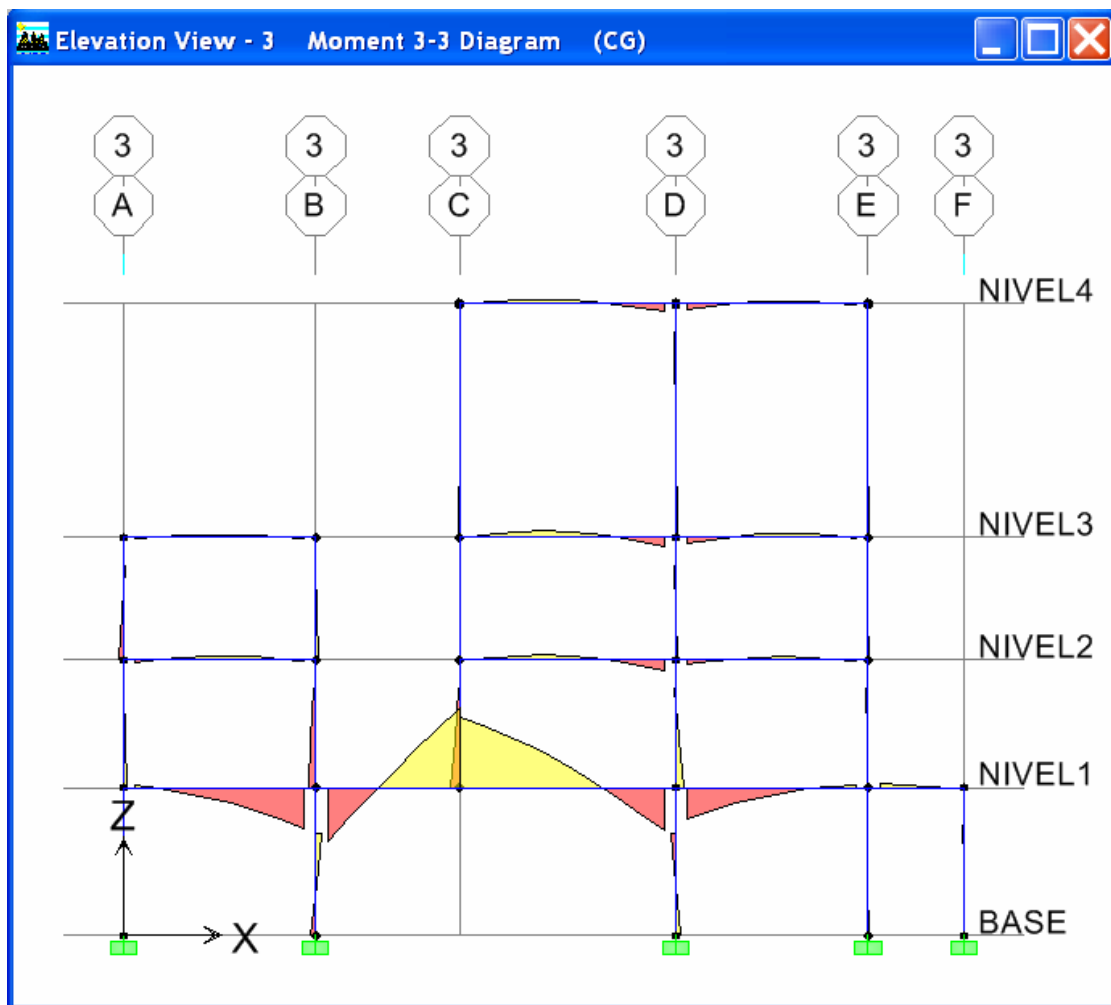 Elevation View - 3 Moment 3-3 Diagram (CG)
3 3 3 3 3 3
A B C D E F
NIVEL4
NIVEL3
NIVEL2
NIVEL1
Z
X
BASE